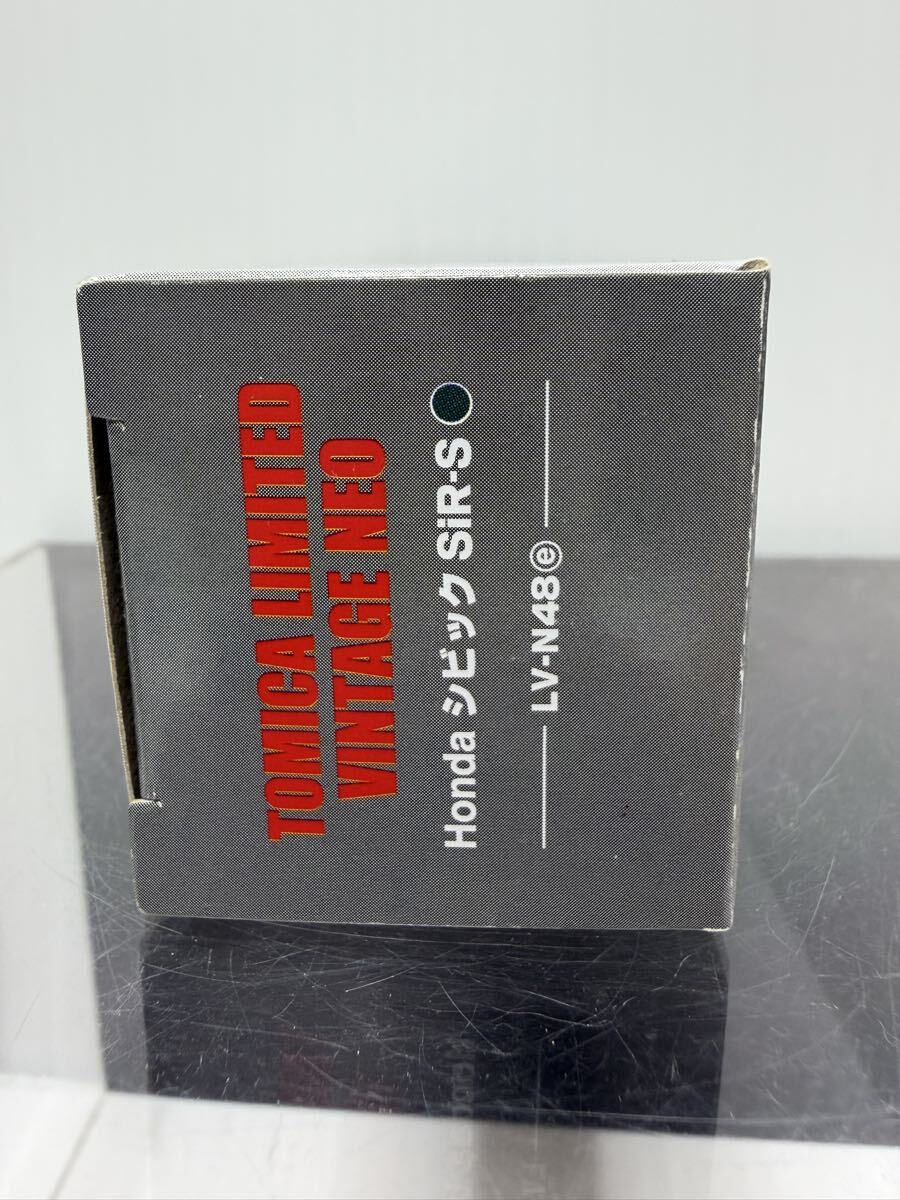 TOMICA LIMITED
VINTAGE NEO
Honda シビック SiR-S
LV-N48ⓔ